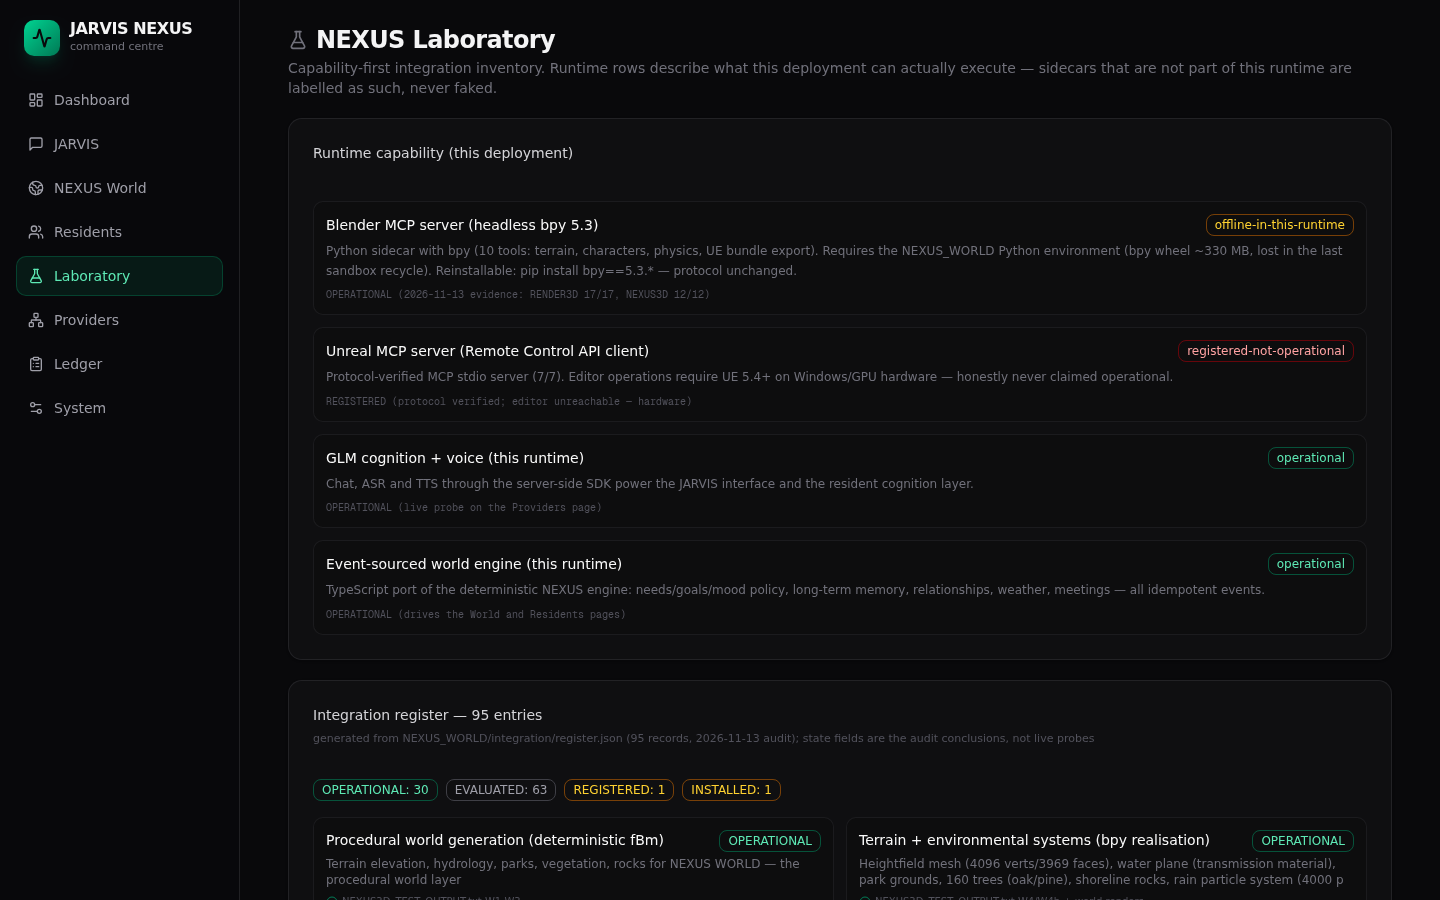 JARVIS NEXUS
command centre
Dashboard
JARVIS
NEXUS World
Residents
Laboratory
Providers
Ledger
System
NEXUS Laboratory
Capability-first integration inventory. Runtime rows describe what this deployment can actually execute — sidecars that are not part of this runtime are
labelled as such, never faked.
Runtime capability (this deployment)
Blender MCP server (headless bpy 5.3)
offline-in-this-runtime
Python sidecar with bpy (10 tools: terrain, characters, physics, UE bundle export). Requires the NEXUS_WORLD Python environment (bpy wheel ~330 MB, lost in the last
sandbox recycle). Reinstallable: pip install bpy==5.3.* — protocol unchanged.
OPERATIONAL (2026-11-13 evidence: RENDER3D 17/17, NEXUS3D 12/12)
Unreal MCP server (Remote Control API client)
registered-not-operational
Protocol-verified MCP stdio server (7/7). Editor operations require UE 5.4+ on Windows/GPU hardware — honestly never claimed operational.
REGISTERED (protocol verified; editor unreachable — hardware)
GLM cognition + voice (this runtime)
operational
Chat, ASR and TTS through the server-side SDK power the JARVIS interface and the resident cognition layer.
OPERATIONAL (live probe on the Providers page)
Event-sourced world engine (this runtime)
operational
TypeScript port of the deterministic NEXUS engine: needs/goals/mood policy, long-term memory, relationships, weather, meetings — all idempotent events.
OPERATIONAL (drives the World and Residents pages)
Integration register — 95 entries
generated from NEXUS_WORLD/integration/register.json (95 records, 2026-11-13 audit); state fields are the audit conclusions, not live probes
OPERATIONAL: 30
EVALUATED: 63
REGISTERED: 1
INSTALLED: 1
Procedural world generation (deterministic fBm)
OPERATIONAL
Terrain elevation, hydrology, parks, vegetation, rocks for NEXUS WORLD — the
procedural world layer
Terrain + environmental systems (bpy realisation)
OPERATIONAL
Heightfield mesh (4096 verts/3969 faces), water plane (transmission material),
park grounds, 160 trees (oak/pine), shoreline rocks, rain particle system (4000 p